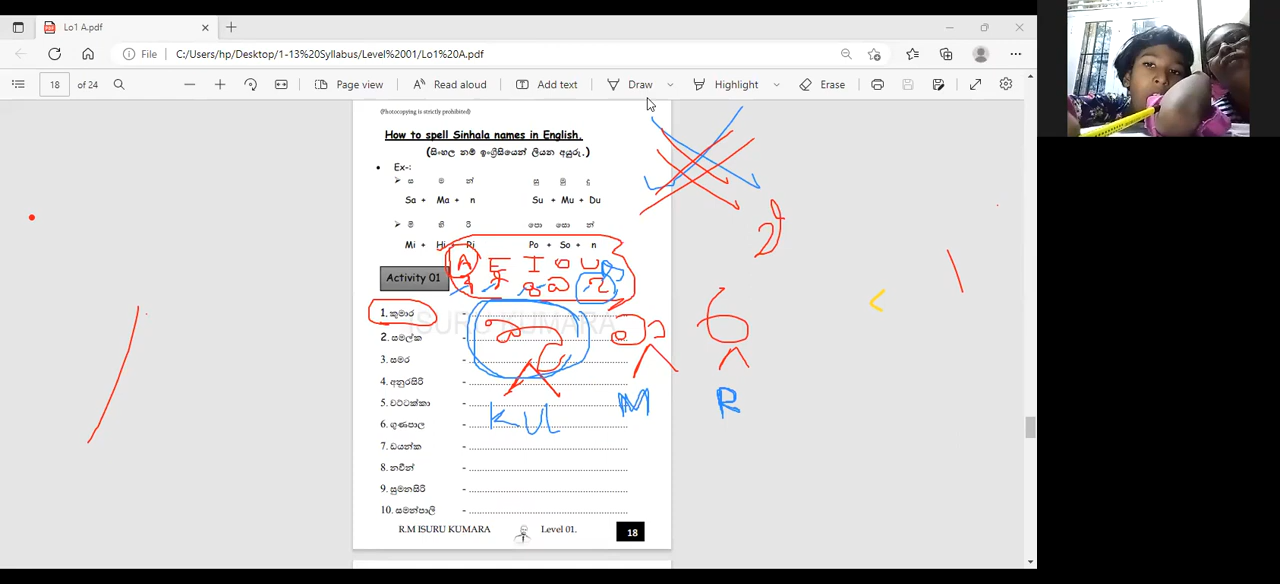 Lo1 A.pdf
File C:/Users/hp/Desktop/1-13%20Syllabus/Level%2001/Lo1%20A.pdf
18 of 24 Page view Read aloud Add text Draw Highlight Erase
(Photocopying is strictly prohibited)
How to spell Sinhala names in English.
(සිංහල නම් ඉංග්‍රීසියෙන් ලියන අයුරු.)
Ex-:
ස ම න් සු මු දු
Sa + Ma + n Su + Mu + Du
මි හි රි පො සො න්
Mi + Hi + Ri Po + So + n
A E I O U
Activity 01
1. කුමාර
ISURU KUMARA
2. සමල්ක
3. සමර
4. අනුරසිරි
5. චට්ටක්කා
KU M R
6. ගුණපාල
7. ඩයන්ක
8. නවීන්
9. සුමනසිරි
10. සමන්පාලි
R.M ISURU KUMARA Level 01. 18